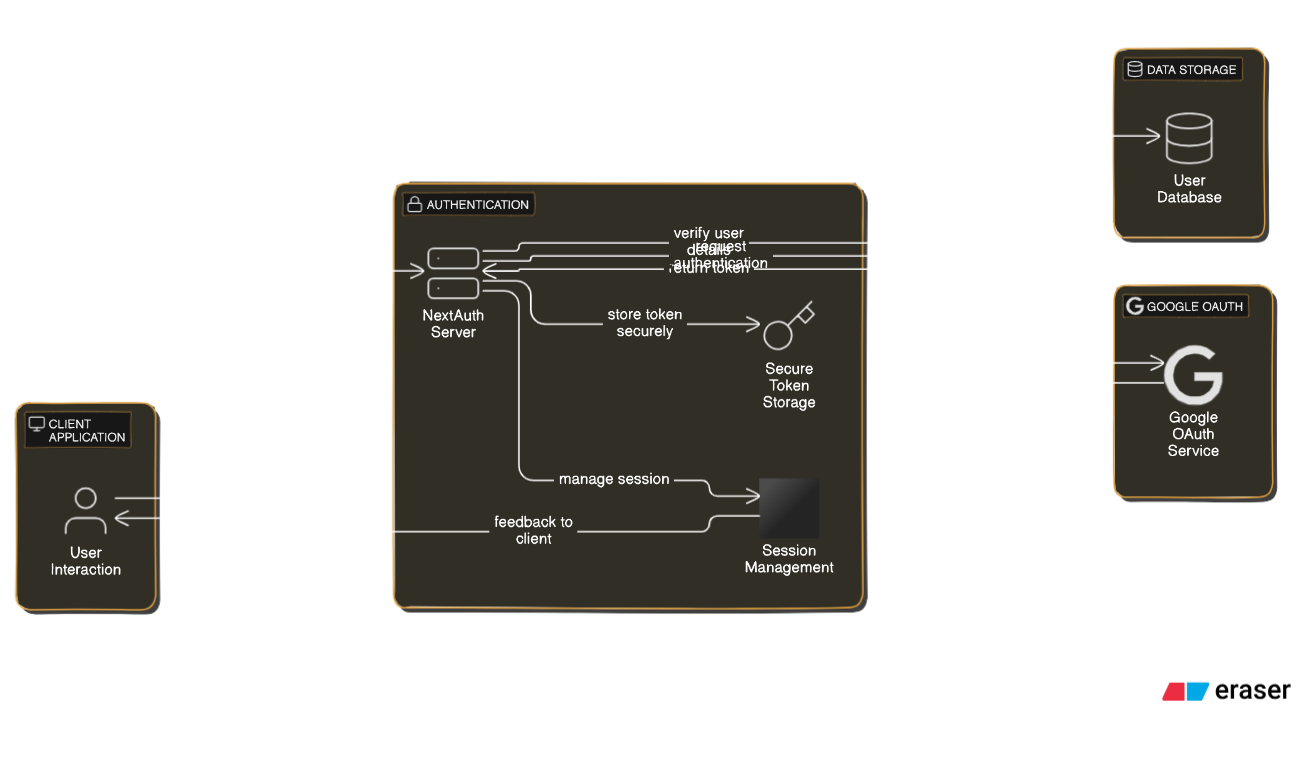 DATA STORAGE
User
Database
AUTHENTICATION
verify user
details
request
authentication
return token
NextAuth
Server
store token
securely
Secure
Token
Storage
GOOGLE OAUTH
Google
OAuth
Service
CLIENT
APPLICATION
User
Interaction
manage session
feedback to
client
Session
Management
eraser